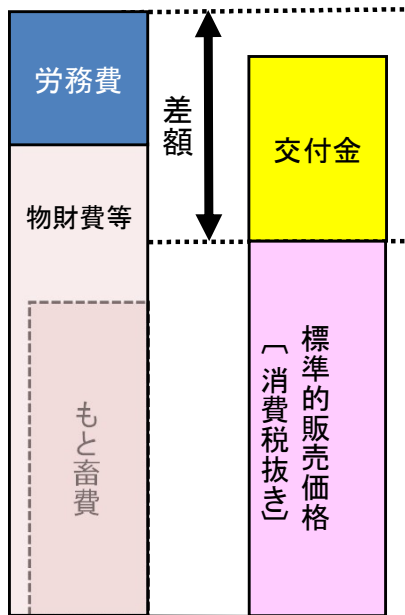 労務費
物財費等
もと畜費
差額
交付金
標準的販売価格
〔消費税抜き〕